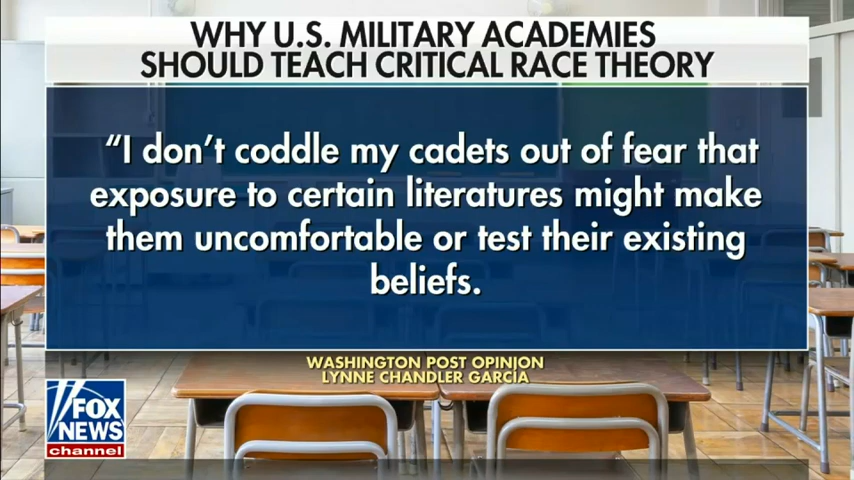 WHY U.S. MILITARY ACADEMIES
SHOULD TEACH CRITICAL RACE THEORY
“I don’t coddle my cadets out of fear that
exposure to certain literatures might make
them uncomfortable or test their existing
beliefs.
WASHINGTON POST OPINION
LYNNE CHANDLER GARCIA
FOX
NEWS
channel